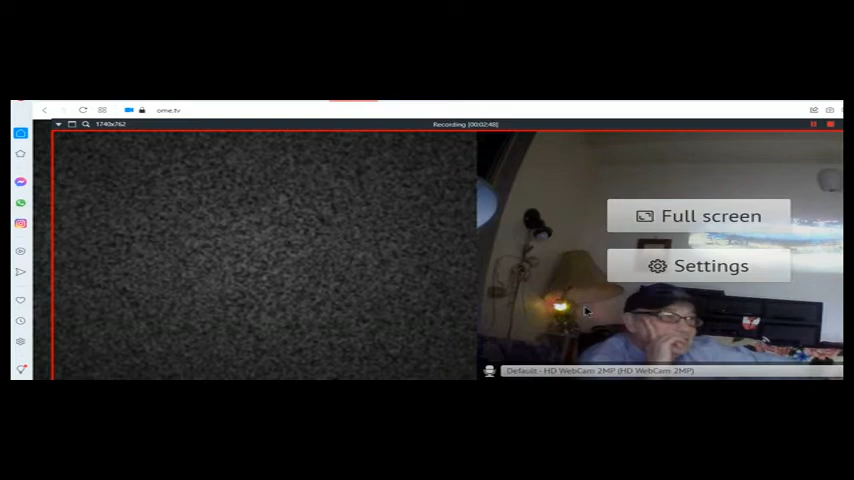 ome.tv
1740x762 Recording [00:02:48]
Full screen
Settings
Default - HD WebCam 2MP (HD WebCam 2MP)